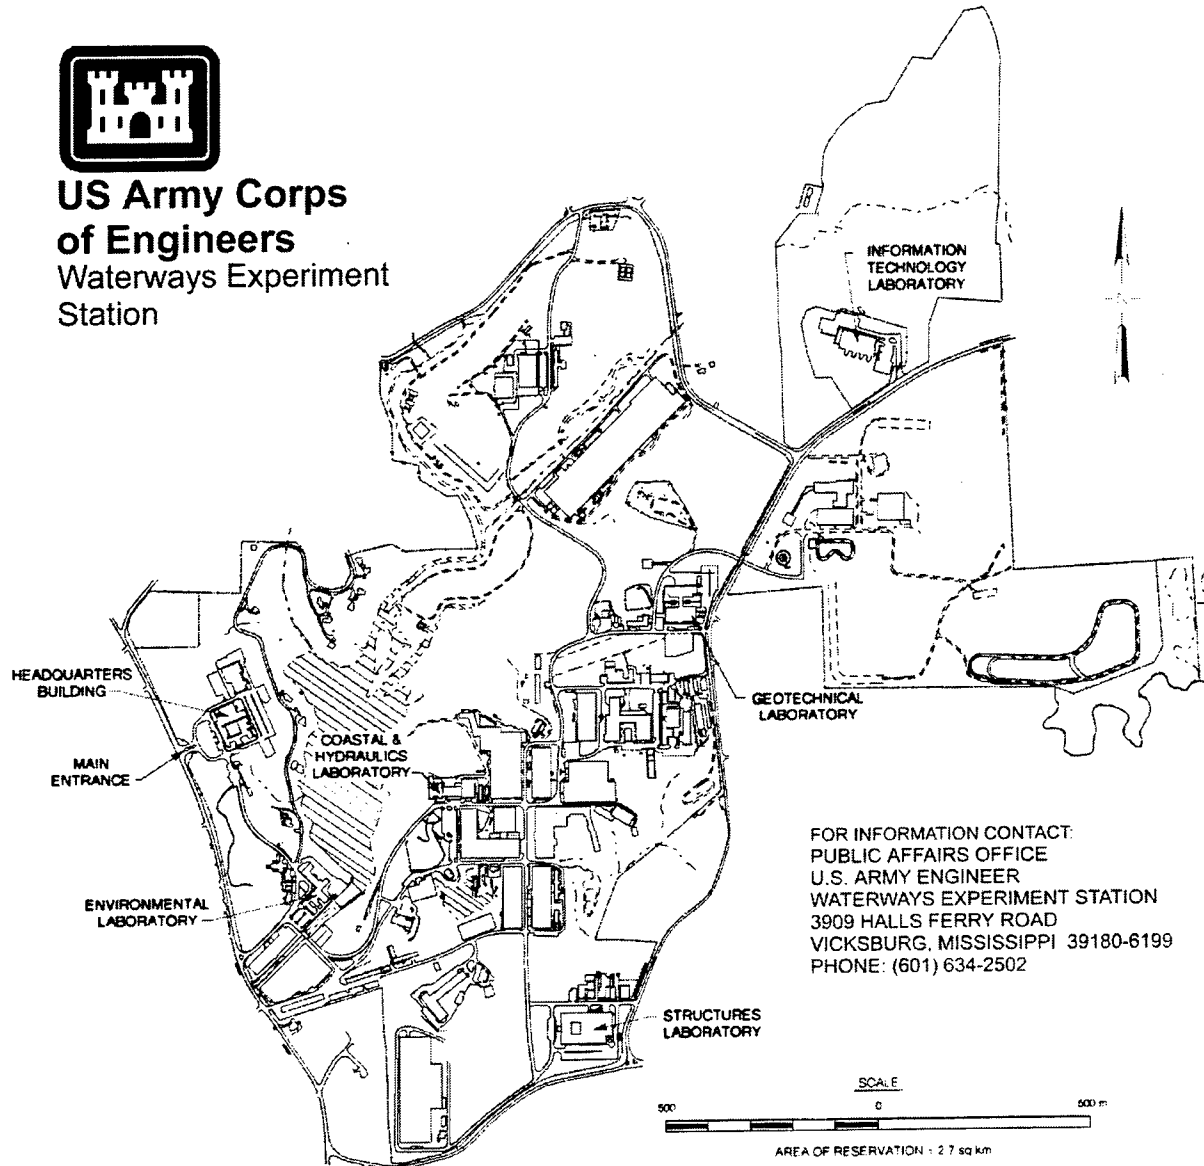 US Army Corps
of Engineers
Waterways Experiment
Station
INFORMATION
TECHNOLOGY
LABORATORY
HEADQUARTERS
BUILDING
MAIN
ENTRANCE
COASTAL &
HYDRAULICS
LABORATORY
GEOTECHNICAL
LABORATORY
ENVIRONMENTAL
LABORATORY
STRUCTURES
LABORATORY
FOR INFORMATION CONTACT:
PUBLIC AFFAIRS OFFICE
U.S. ARMY ENGINEER
WATERWAYS EXPERIMENT STATION
3909 HALLS FERRY ROAD
VICKSBURG, MISSISSIPPI 39180-6199
PHONE: (601) 634-2502
SCALE
500 0 500 m
AREA OF RESERVATION = 2.7 sq km